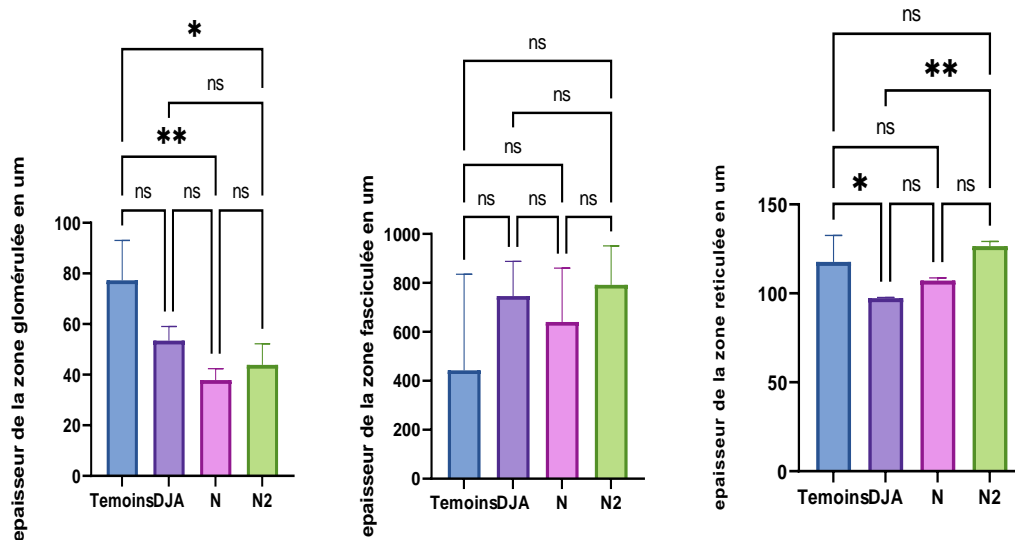 epaisseur de la zone glomérulée en um
*
ns
**
ns
ns
ns
100
80
60
40
20
0
Temoins
DJA
N
N2
epaisseur de la zone fasciculée en um
ns
ns
ns
ns
ns
ns
1000
800
600
400
200
0
Temoins
DJA
N
N2
epaisseur de la zone reticulée en um
ns
**
ns
*
ns
ns
150
100
50
0
Temoins
DJA
N
N2